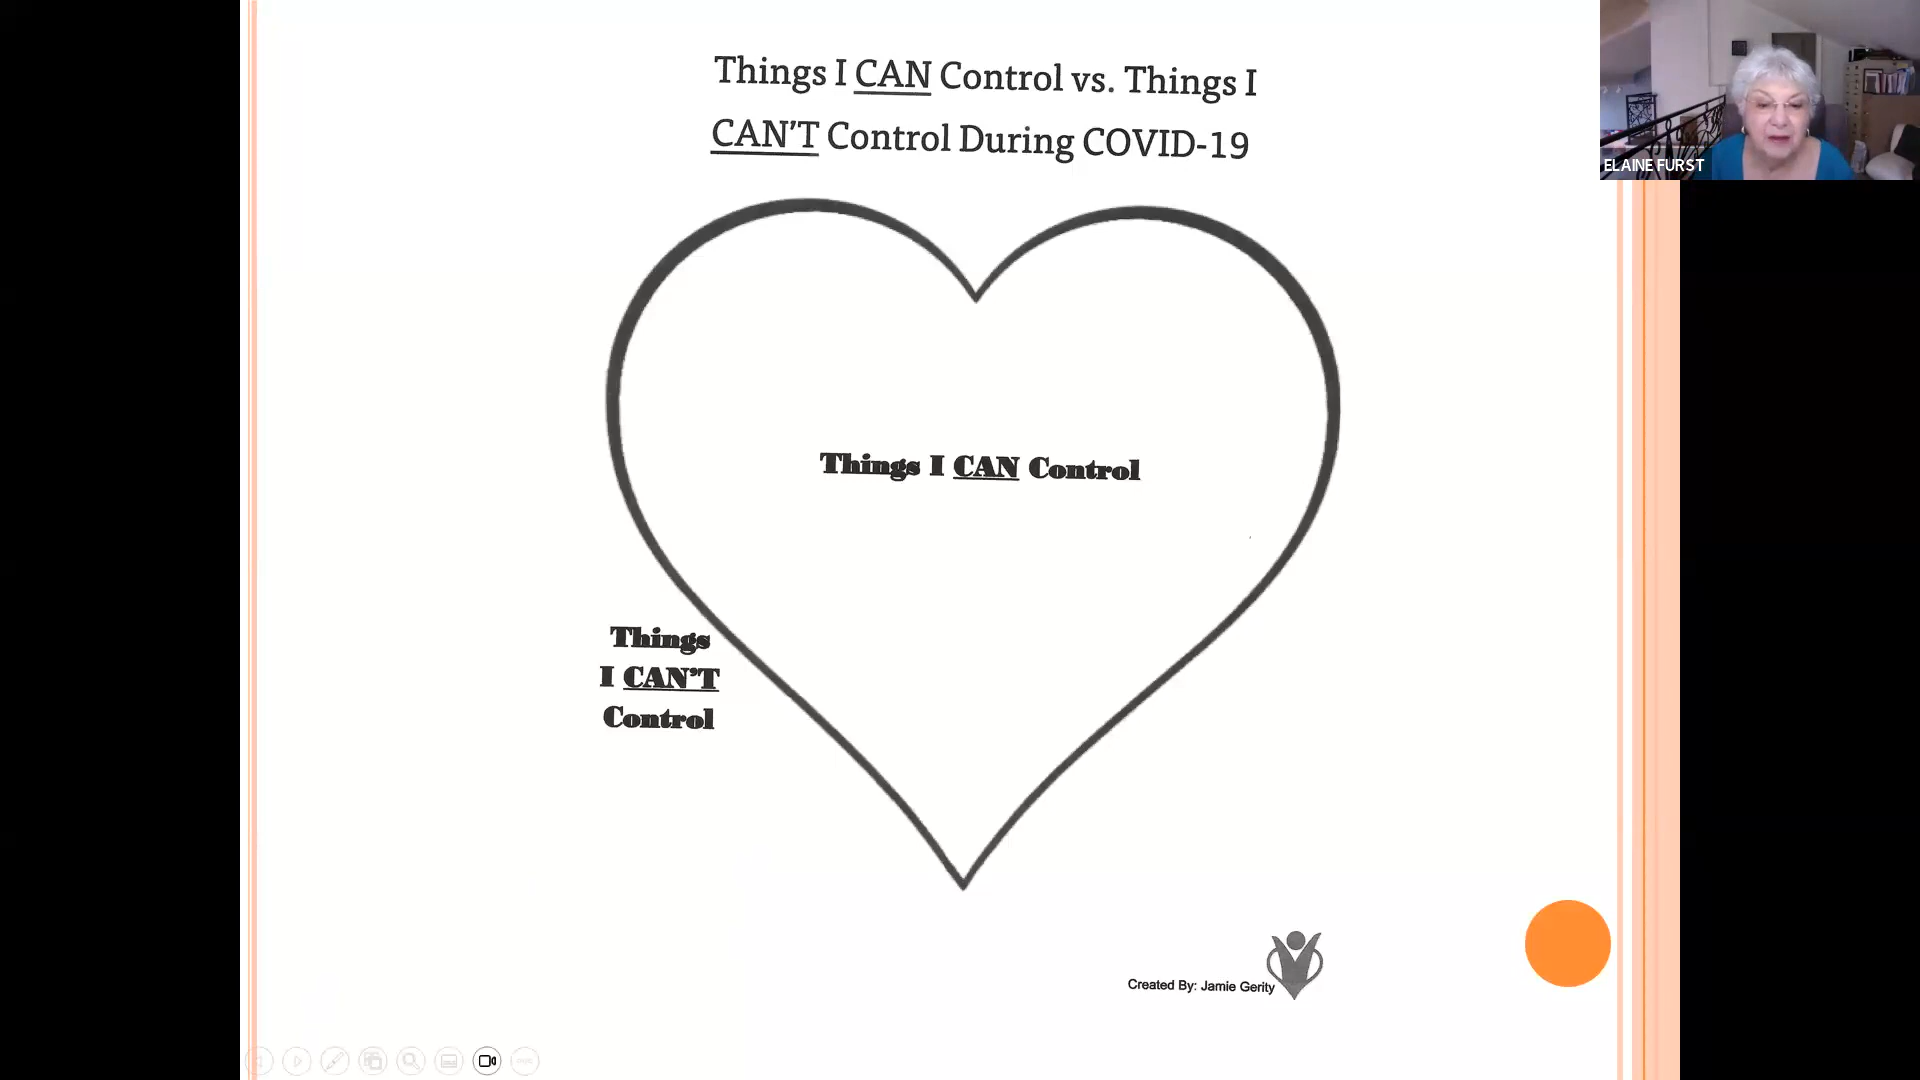 Things I CAN Control vs. Things I
CAN'T Control During COVID-19
ELAINE FURST
Things I CAN Control
Things
I CAN'T
Control
Created By: Jamie Gerity